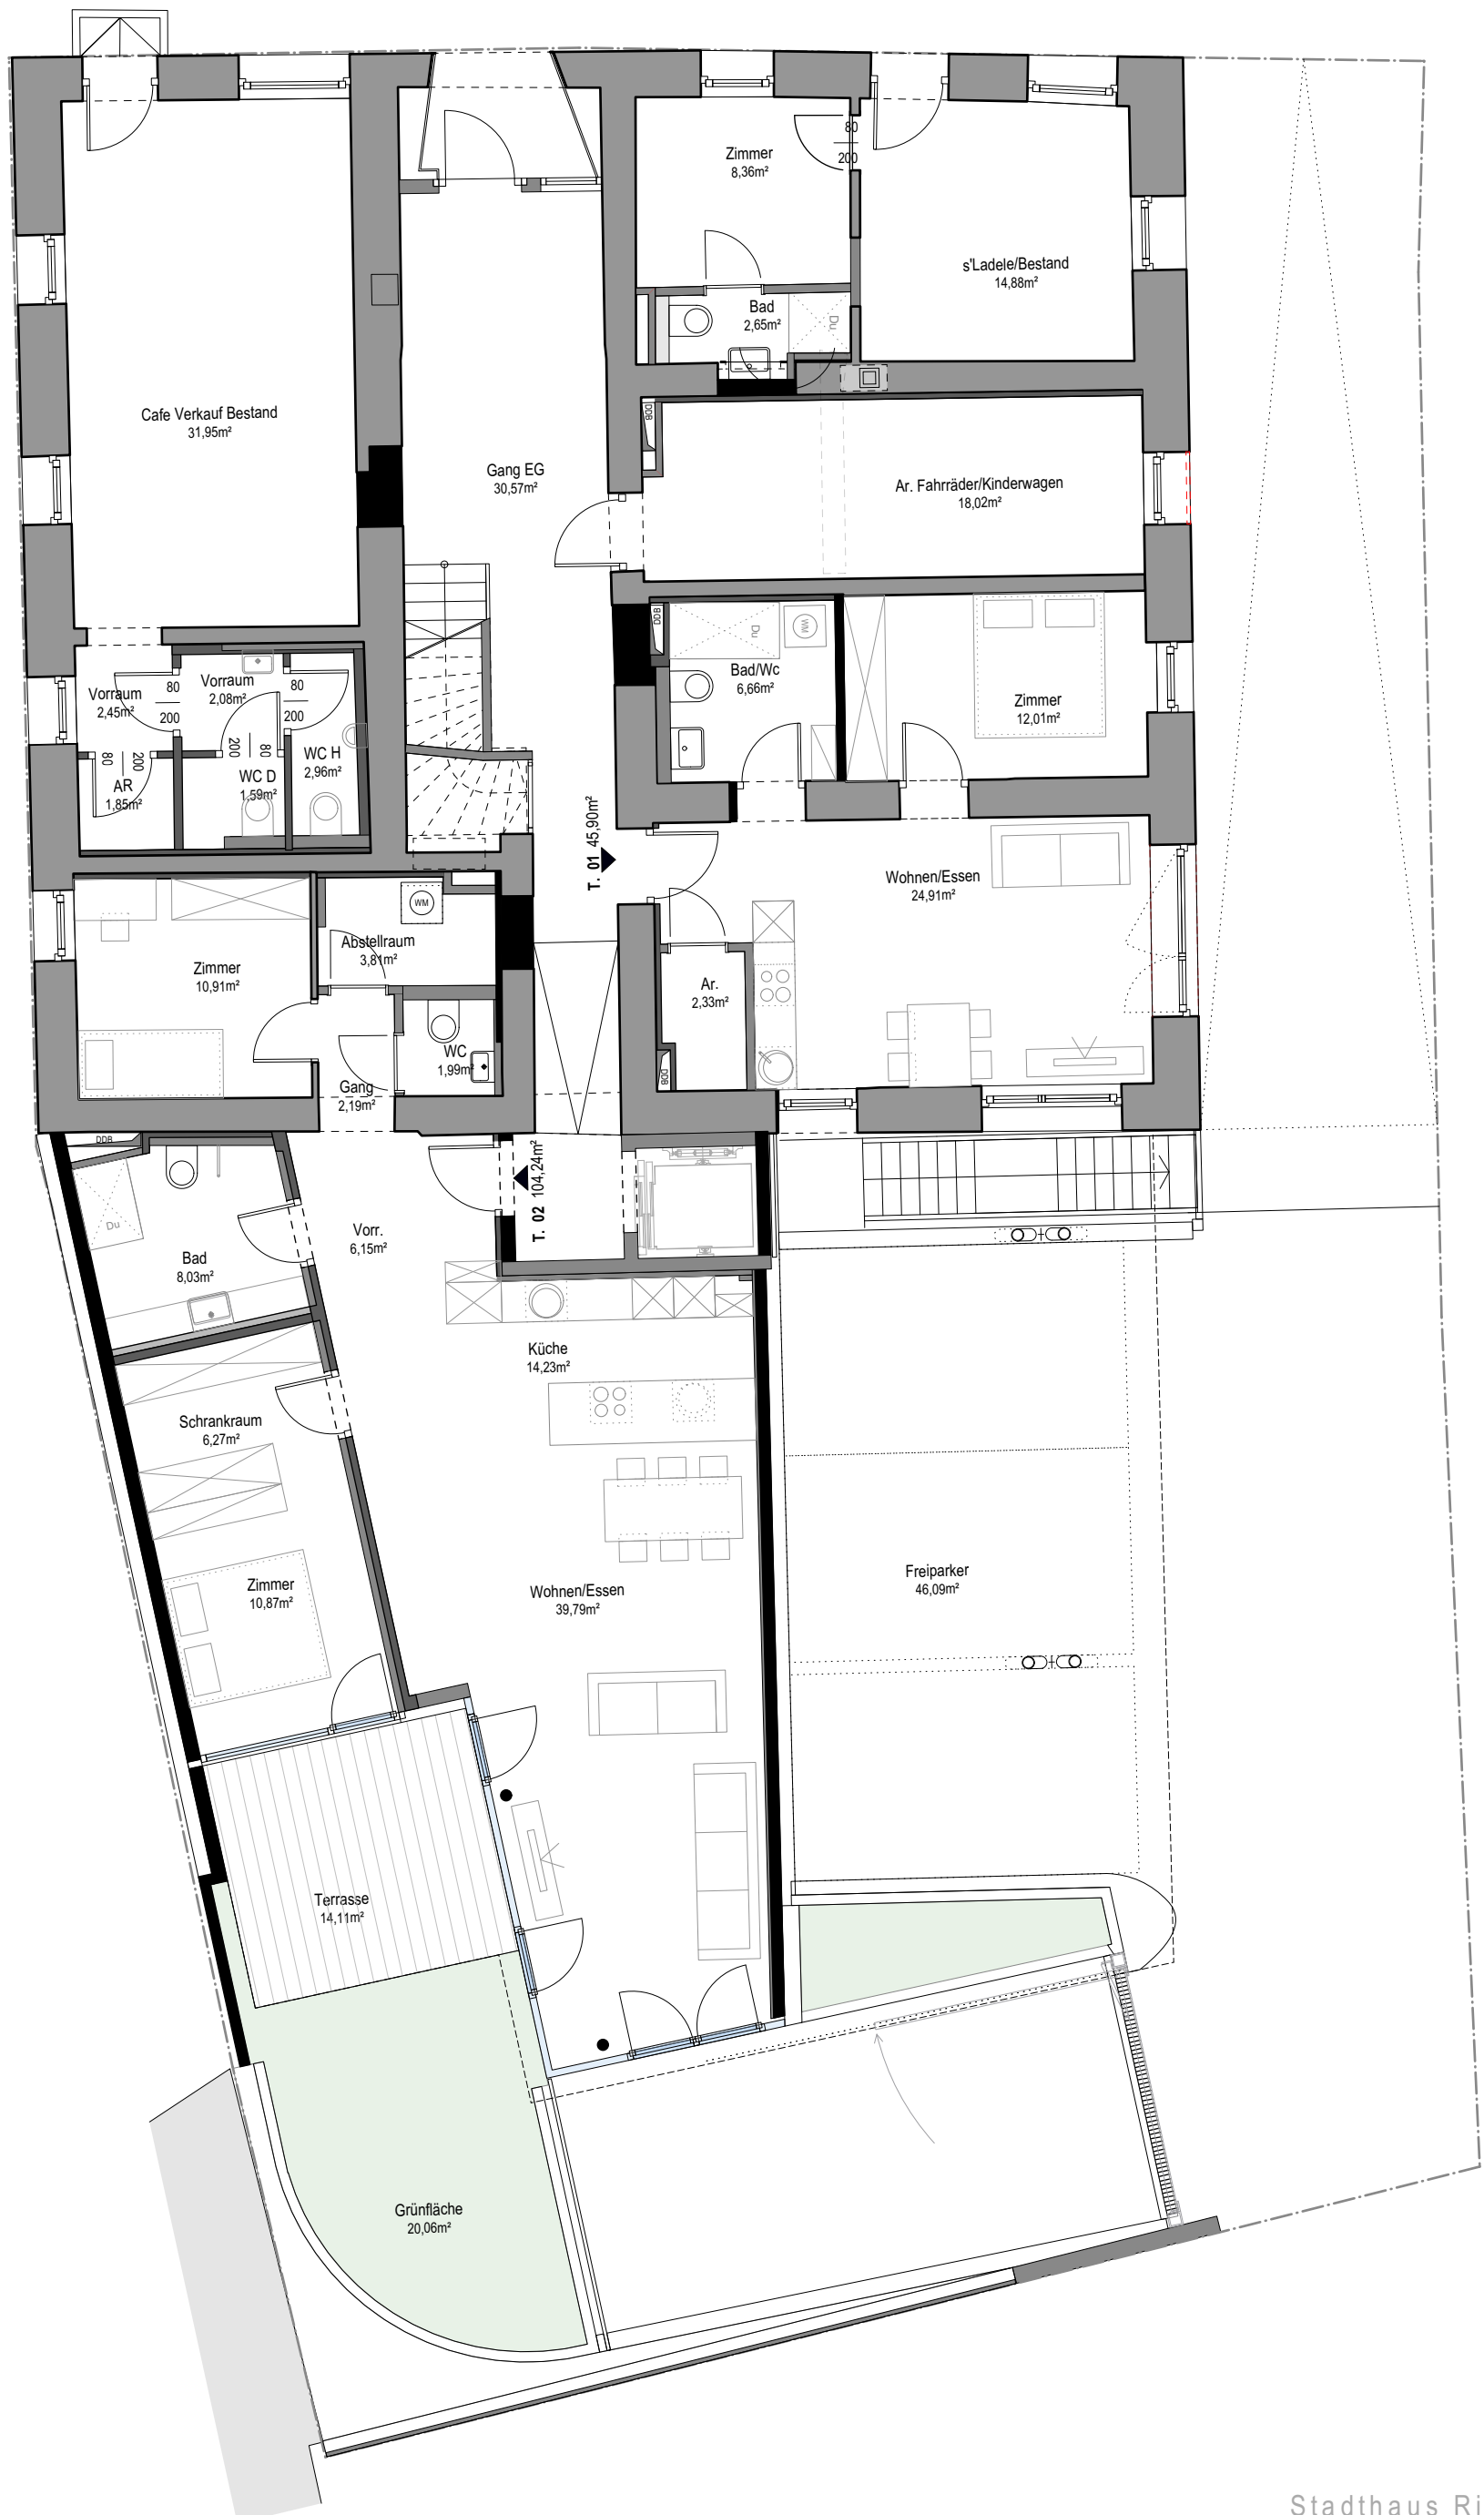 Zimmer
8,36m²
80
200
s'Ladele/Bestand
14,88m²
Bad
2,65m²
Du
Cafe Verkauf Bestand
31,95m²
DDB
Gang EG
30,57m²
Ar. Fahrräder/Kinderwagen
18,02m²
DDB
Du
WM
Bad/Wc
6,66m²
Zimmer
12,01m²
Vorraum
2,45m²
80
200
Vorraum
2,08m²
80
200
80
200
AR
1,85m²
200
80
WC D
1,59m²
WC H
2,96m²
T. 01 45,90m²
Wohnen/Essen
24,91m²
WM
Abstellraum
3,81m²
Zimmer
10,91m²
Ar.
2,33m²
WC
1,99m²
DDB
Gang
2,19m²
DDB
T. 02 104,24m²
Du
Vorr.
6,15m²
Bad
8,03m²
Küche
14,23m²
Schrankraum
6,27m²
Zimmer
10,87m²
Wohnen/Essen
39,79m²
Freiparker
46,09m²
Terrasse
14,11m²
Grünfläche
20,06m²
Stadthaus Ri